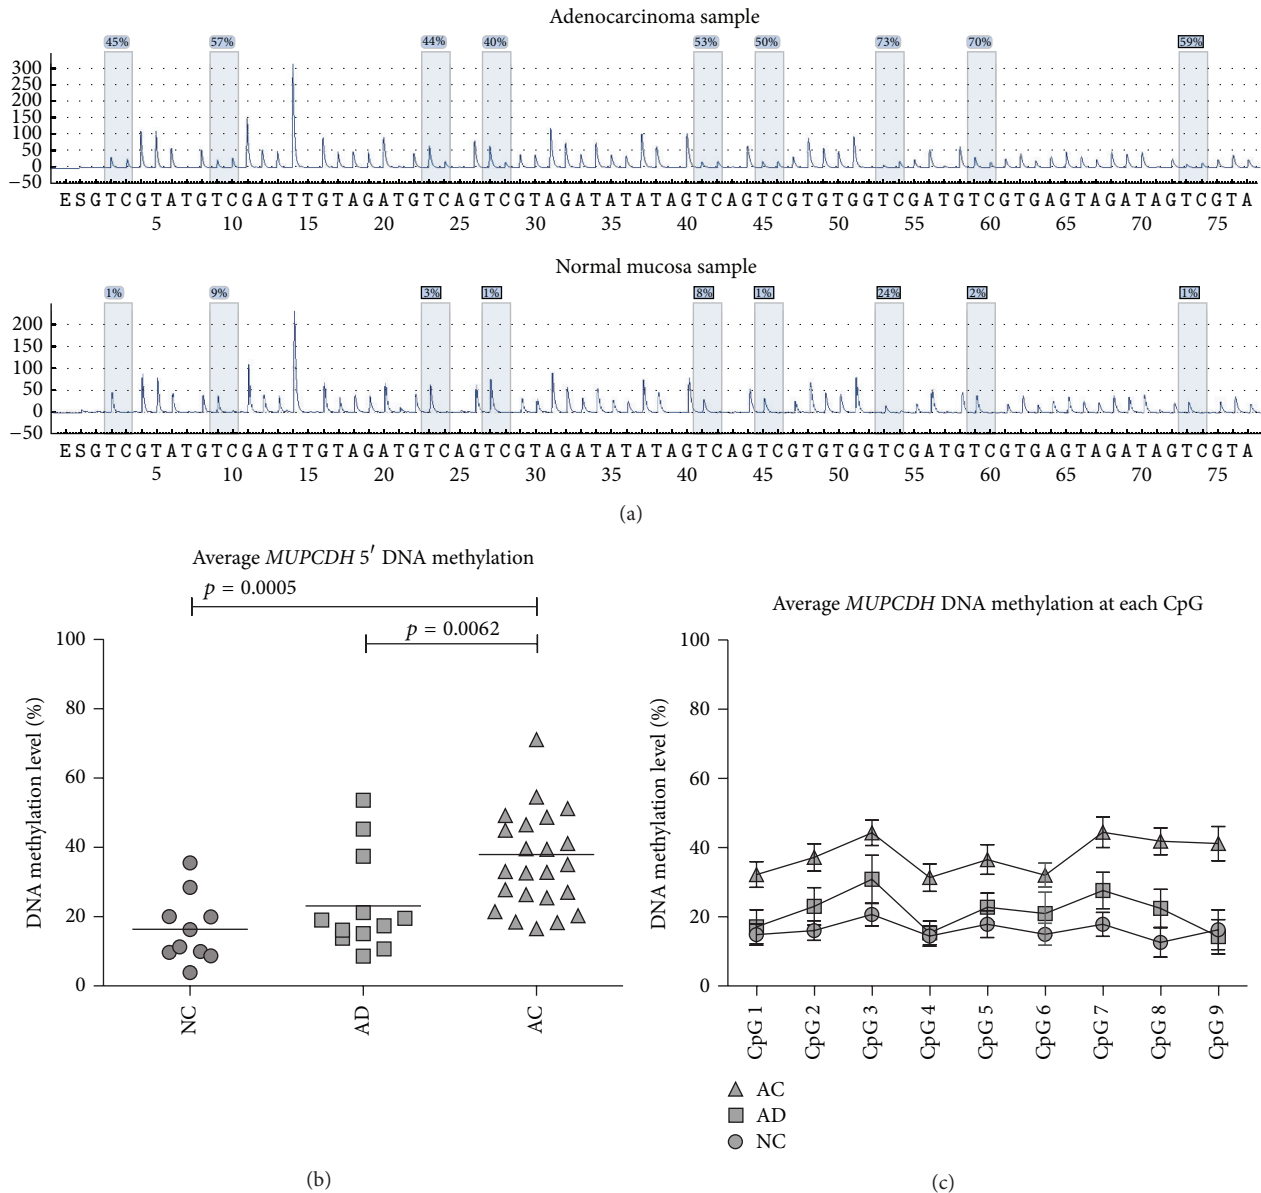 Adenocarcinoma sample
45% 57% 44% 40% 53% 50% 73% 70% 59%
300
250
200
150
100
50
0
−50
E S G T C G T A T G T C G A G T T G T A G A T G T C A G T C G T A G A T A T A T A G T C A G T C G T G T G G T C G A T G T C G T G A G T A G A T A G T C G T A
5 10 15 20 25 30 35 40 45 50 55 60 65 70 75
Normal mucosa sample
1% 9% 3% 1% 8% 1% 24% 2% 1%
200
150
100
50
0
−50
E S G T C G T A T G T C G A G T T G T A G A T G T C A G T C G T A G A T A T A T A G T C A G T C G T G T G G T C G A T G T C G T G A G T A G A T A G T C G T A
5 10 15 20 25 30 35 40 45 50 55 60 65 70 75
(a)
Average MUPCDH 5′ DNA methylation
p = 0.0005
p = 0.0062
100
80
60
40
20
0
DNA methylation level (%)
NC AD AC
(b)
Average MUPCDH DNA methylation at each CpG
100
80
60
40
20
0
DNA methylation level (%)
CpG 1 CpG 2 CpG 3 CpG 4 CpG 5 CpG 6 CpG 7 CpG 8 CpG 9
AC
AD
NC
(c)